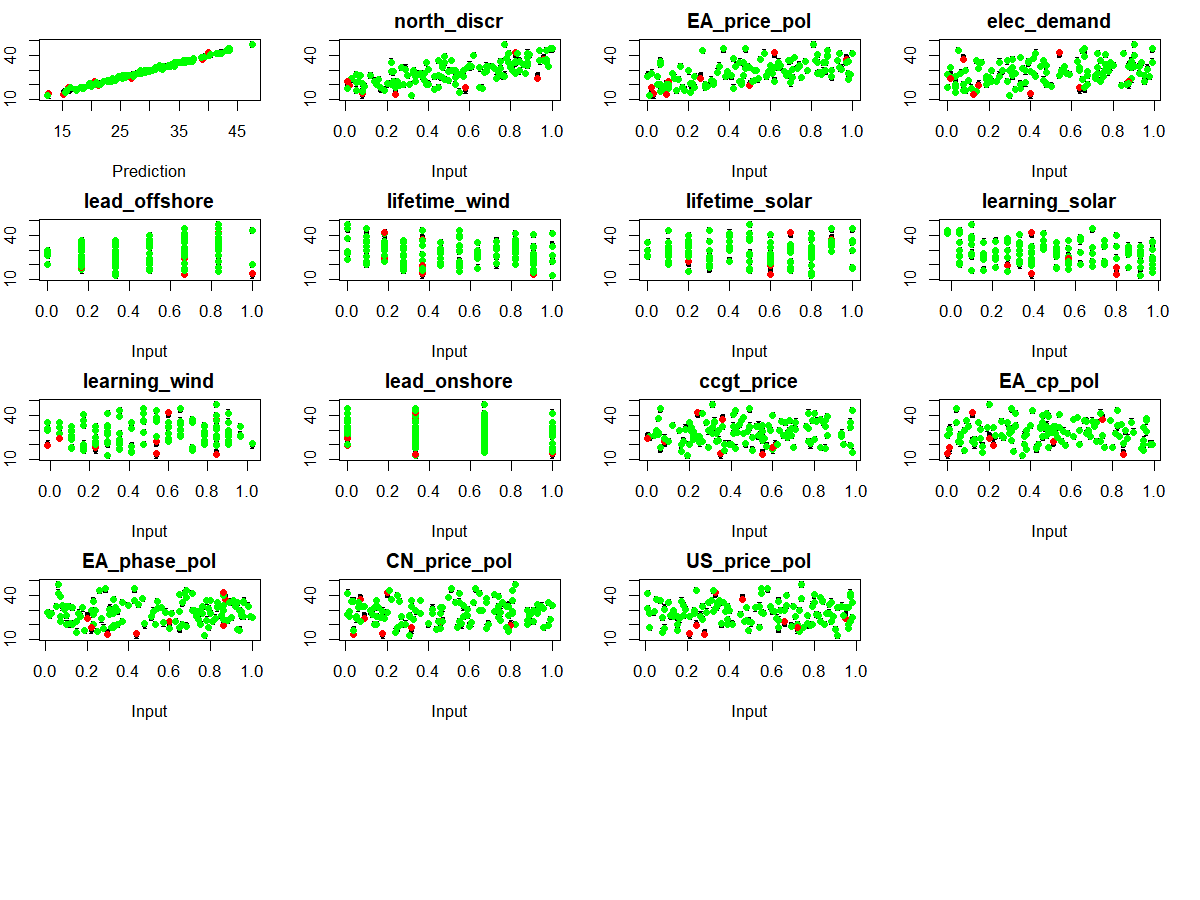 north_discr EA_price_pol elec_demand
10 40 10 40 10 40 10 40
15 25 35 45 0.0 0.2 0.4 0.6 0.8 1.0 0.0 0.2 0.4 0.6 0.8 1.0 0.0 0.2 0.4 0.6 0.8 1.0
Prediction Input Input Input
lead_offshore lifetime_wind lifetime_solar learning_solar
10 40 10 40 10 40 10 40
0.0 0.2 0.4 0.6 0.8 1.0 0.0 0.2 0.4 0.6 0.8 1.0 0.0 0.2 0.4 0.6 0.8 1.0 0.0 0.2 0.4 0.6 0.8 1.0
Input Input Input Input
learning_wind lead_onshore ccgt_price EA_cp_pol
10 40 10 40 10 40 10 40
0.0 0.2 0.4 0.6 0.8 1.0 0.0 0.2 0.4 0.6 0.8 1.0 0.0 0.2 0.4 0.6 0.8 1.0 0.0 0.2 0.4 0.6 0.8 1.0
Input Input Input Input
EA_phase_pol CN_price_pol US_price_pol
10 40 10 40 10 40
0.0 0.2 0.4 0.6 0.8 1.0 0.0 0.2 0.4 0.6 0.8 1.0 0.0 0.2 0.4 0.6 0.8 1.0
Input Input Input